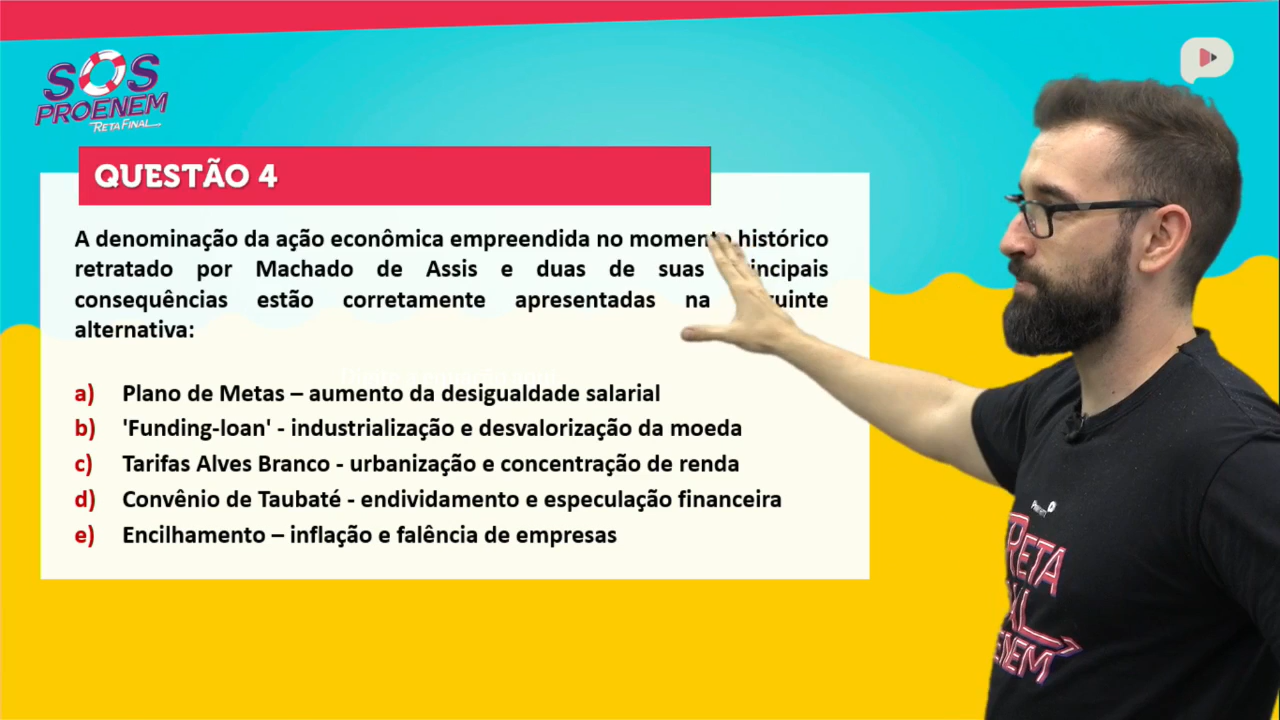 SOS
PROENEM
RETA FINAL
QUESTÃO 4
A denominação da ação econômica empreendida no momento histórico
retratado por Machado de Assis e duas de suas
consequências estão corretamente apresentadas na
alternativa:
a) Plano de Metas – aumento da desigualdade salarial
b) 'Funding-loan' - industrialização e desvalorização da moeda
c) Tarifas Alves Branco - urbanização e concentração de renda
d) Convênio de Taubaté - endividamento e especulação financeira
e) Encilhamento – inflação e falência de empresas
RETA